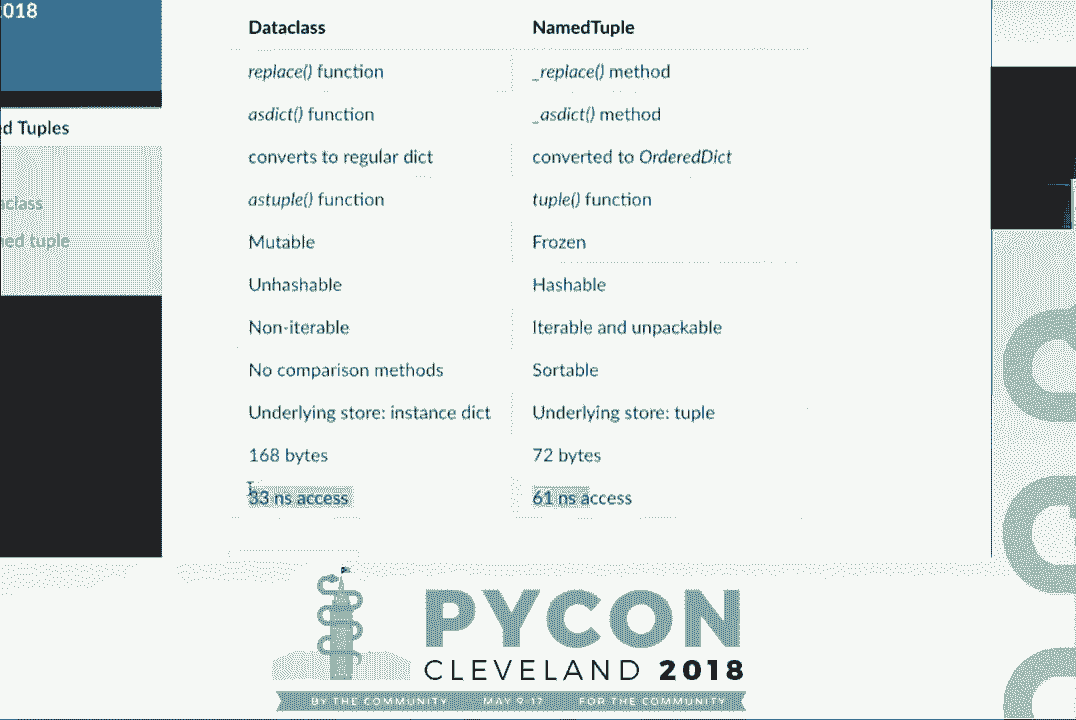 2018
ed Tuples
aclass
ned tuple
Dataclass NamedTuple
replace() function _replace() method
asdict() function _asdict() method
converts to regular dict converted to OrderedDict
astuple() function tuple() function
Mutable Frozen
Unhashable Hashable
Non-iterable Iterable and unpackable
No comparison methods Sortable
Underlying store: instance dict Underlying store: tuple
168 bytes 72 bytes
33 ns access 61 ns access
PYCON
CLEVELAND 2018
BY THE COMMUNITY MAY 9-17 FOR THE COMMUNITY